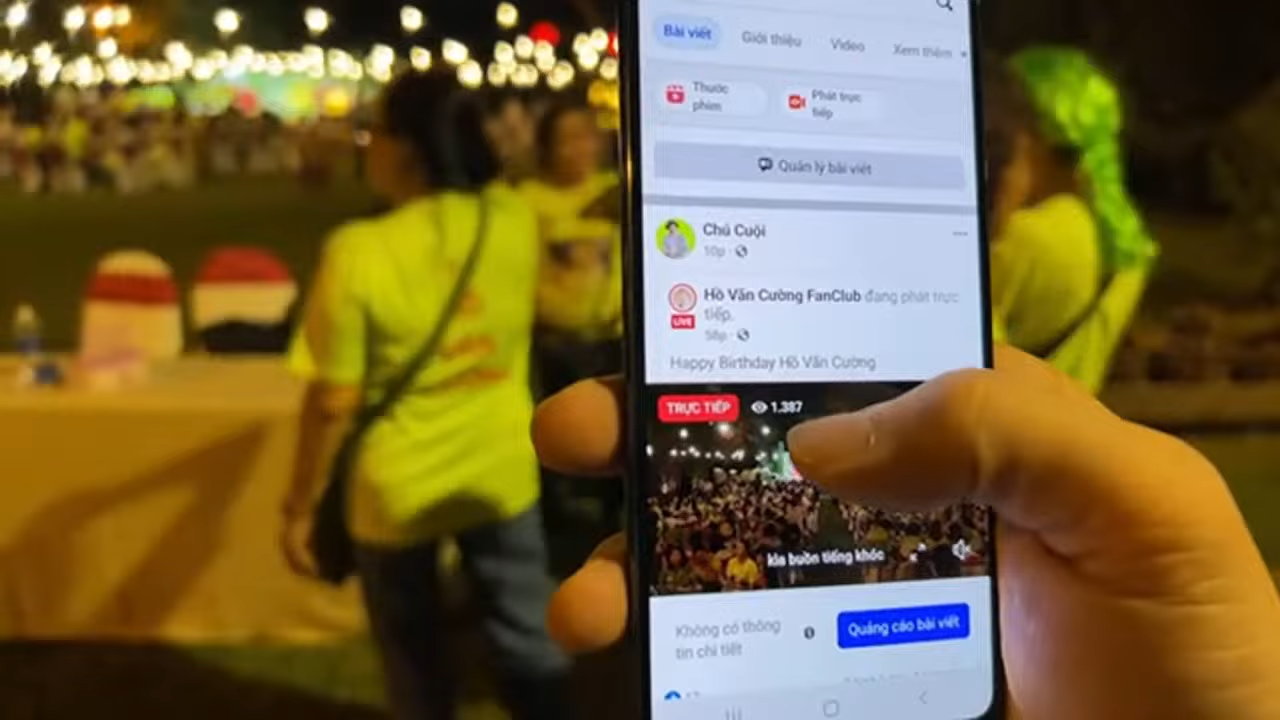 Bài viết
Giới thiệu
Video
Xem thêm
Thước
phim
Phát trực
tiếp
Quản lý bài viết
Chú Cuội
10p
Hồ Văn Cường FanClub đang phát trực
tiếp.
LIVE
58p
Happy Birthday Hồ Văn Cường
TRỰC TIẾP
1.387
kìa buồn tiếng khóc
Không có thông
tin chi tiết
Quảng cáo bài viết